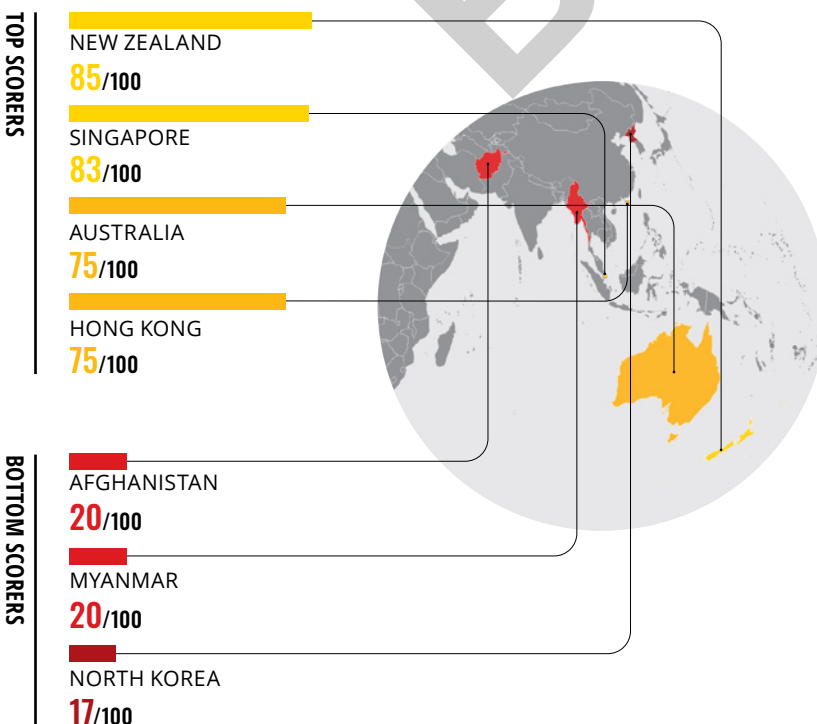 TOP SCORERS
NEW ZEALAND
85/100
SINGAPORE
83/100
AUSTRALIA
75/100
HONG KONG
75/100
BOTTOM SCORERS
AFGHANISTAN
20/100
MYANMAR
20/100
NORTH KOREA
17/100